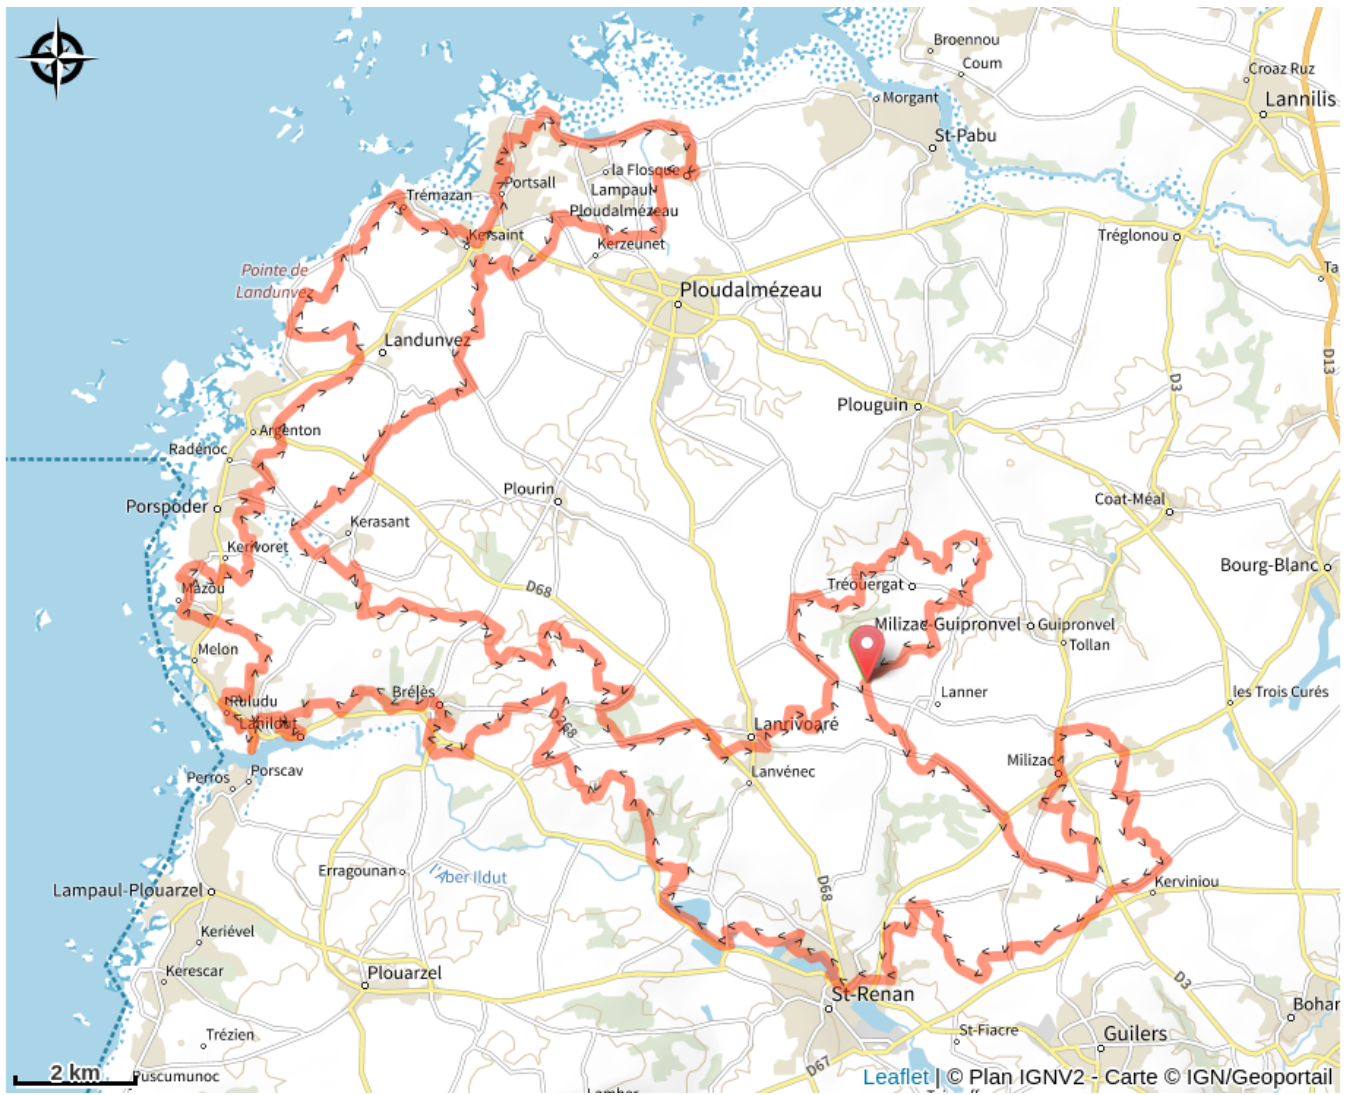 Broennou
Coum
Croaz Ruz
Lannilis
Morgant
St-Pabu
la Flosque
Lampaul-
Ploudalmézeau
Portsall
Trémazan
Kersaint
Kerzeunet
Tréglonou
Ta
Pointe de
Landunvez
Ploudalmézeau
Landunvez
D13
D3
Plouguin
Argenton
Radénoc
Plourin
Porspoder
Kerasant
Coat-Méal
Kerivoret
Bourg-Blanc
Mazou
D68
Tréouergat
Milizac-Guipronvel
Guipronvel
Tollan
Melon
Lanner
les Trois Curés
Brélès
Ruludu
Lanildut
D268
Lanrivoaré
Milizac
Perros
Porscav
Lanvénec
Erragounan
l'Aber Ildut
D68
Kerviniou
Lampaul-Plouarzel
Keriével
Kerescar
Plouarzel
St-Renan
D3
Bohar
Trézien
St-Fiacre
Guilers
D67
2 km
Puscumunoc
Leaflet | © Plan IGNV2 - Carte © IGN/Geoportail